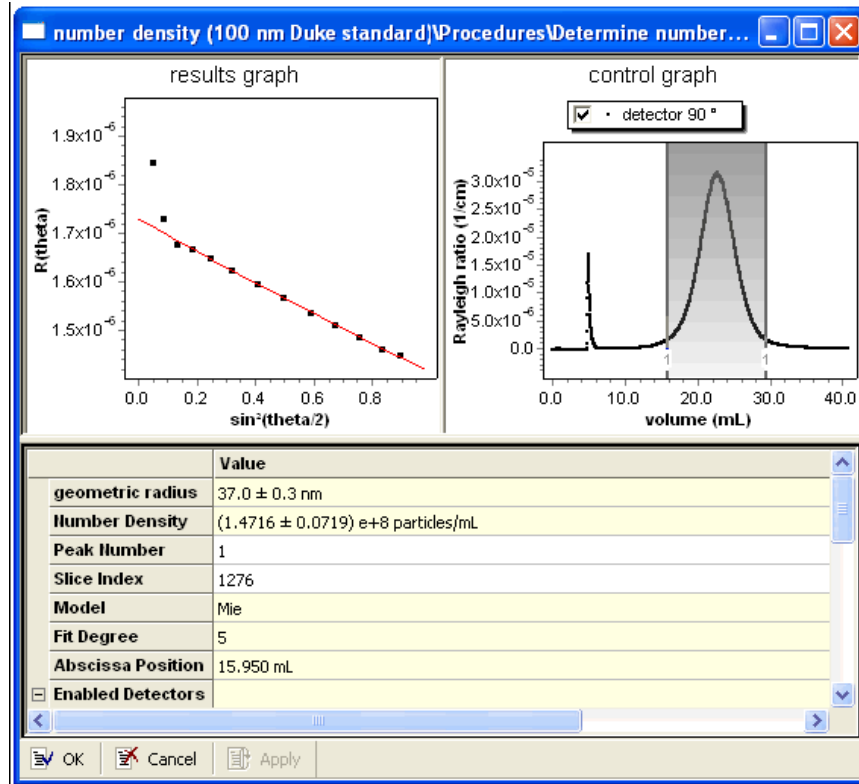 number density (100 nm Duke standard)\Procedures\Determine number...
results graph
1.9x10-6
1.8x10-6
1.7x10-6
1.6x10-6
1.5x10-6
R(theta)
0.0 0.2 0.4 0.6 0.8
sin²(theta/2)
control graph
detector 90 °
3.0x10-5
2.5x10-5
2.0x10-5
1.5x10-5
1.0x10-5
5.0x10-6
0.0
Rayleigh ratio (1/cm)
1 1
0.0 10.0 20.0 30.0 40.0
volume (mL)
Value
geometric radius 37.0 ± 0.3 nm
Number Density (1.4716 ± 0.0719) e+8 particles/mL
Peak Number 1
Slice Index 1276
Model Mie
Fit Degree 5
Abscissa Position 15.950 mL
Enabled Detectors
OK Cancel Apply